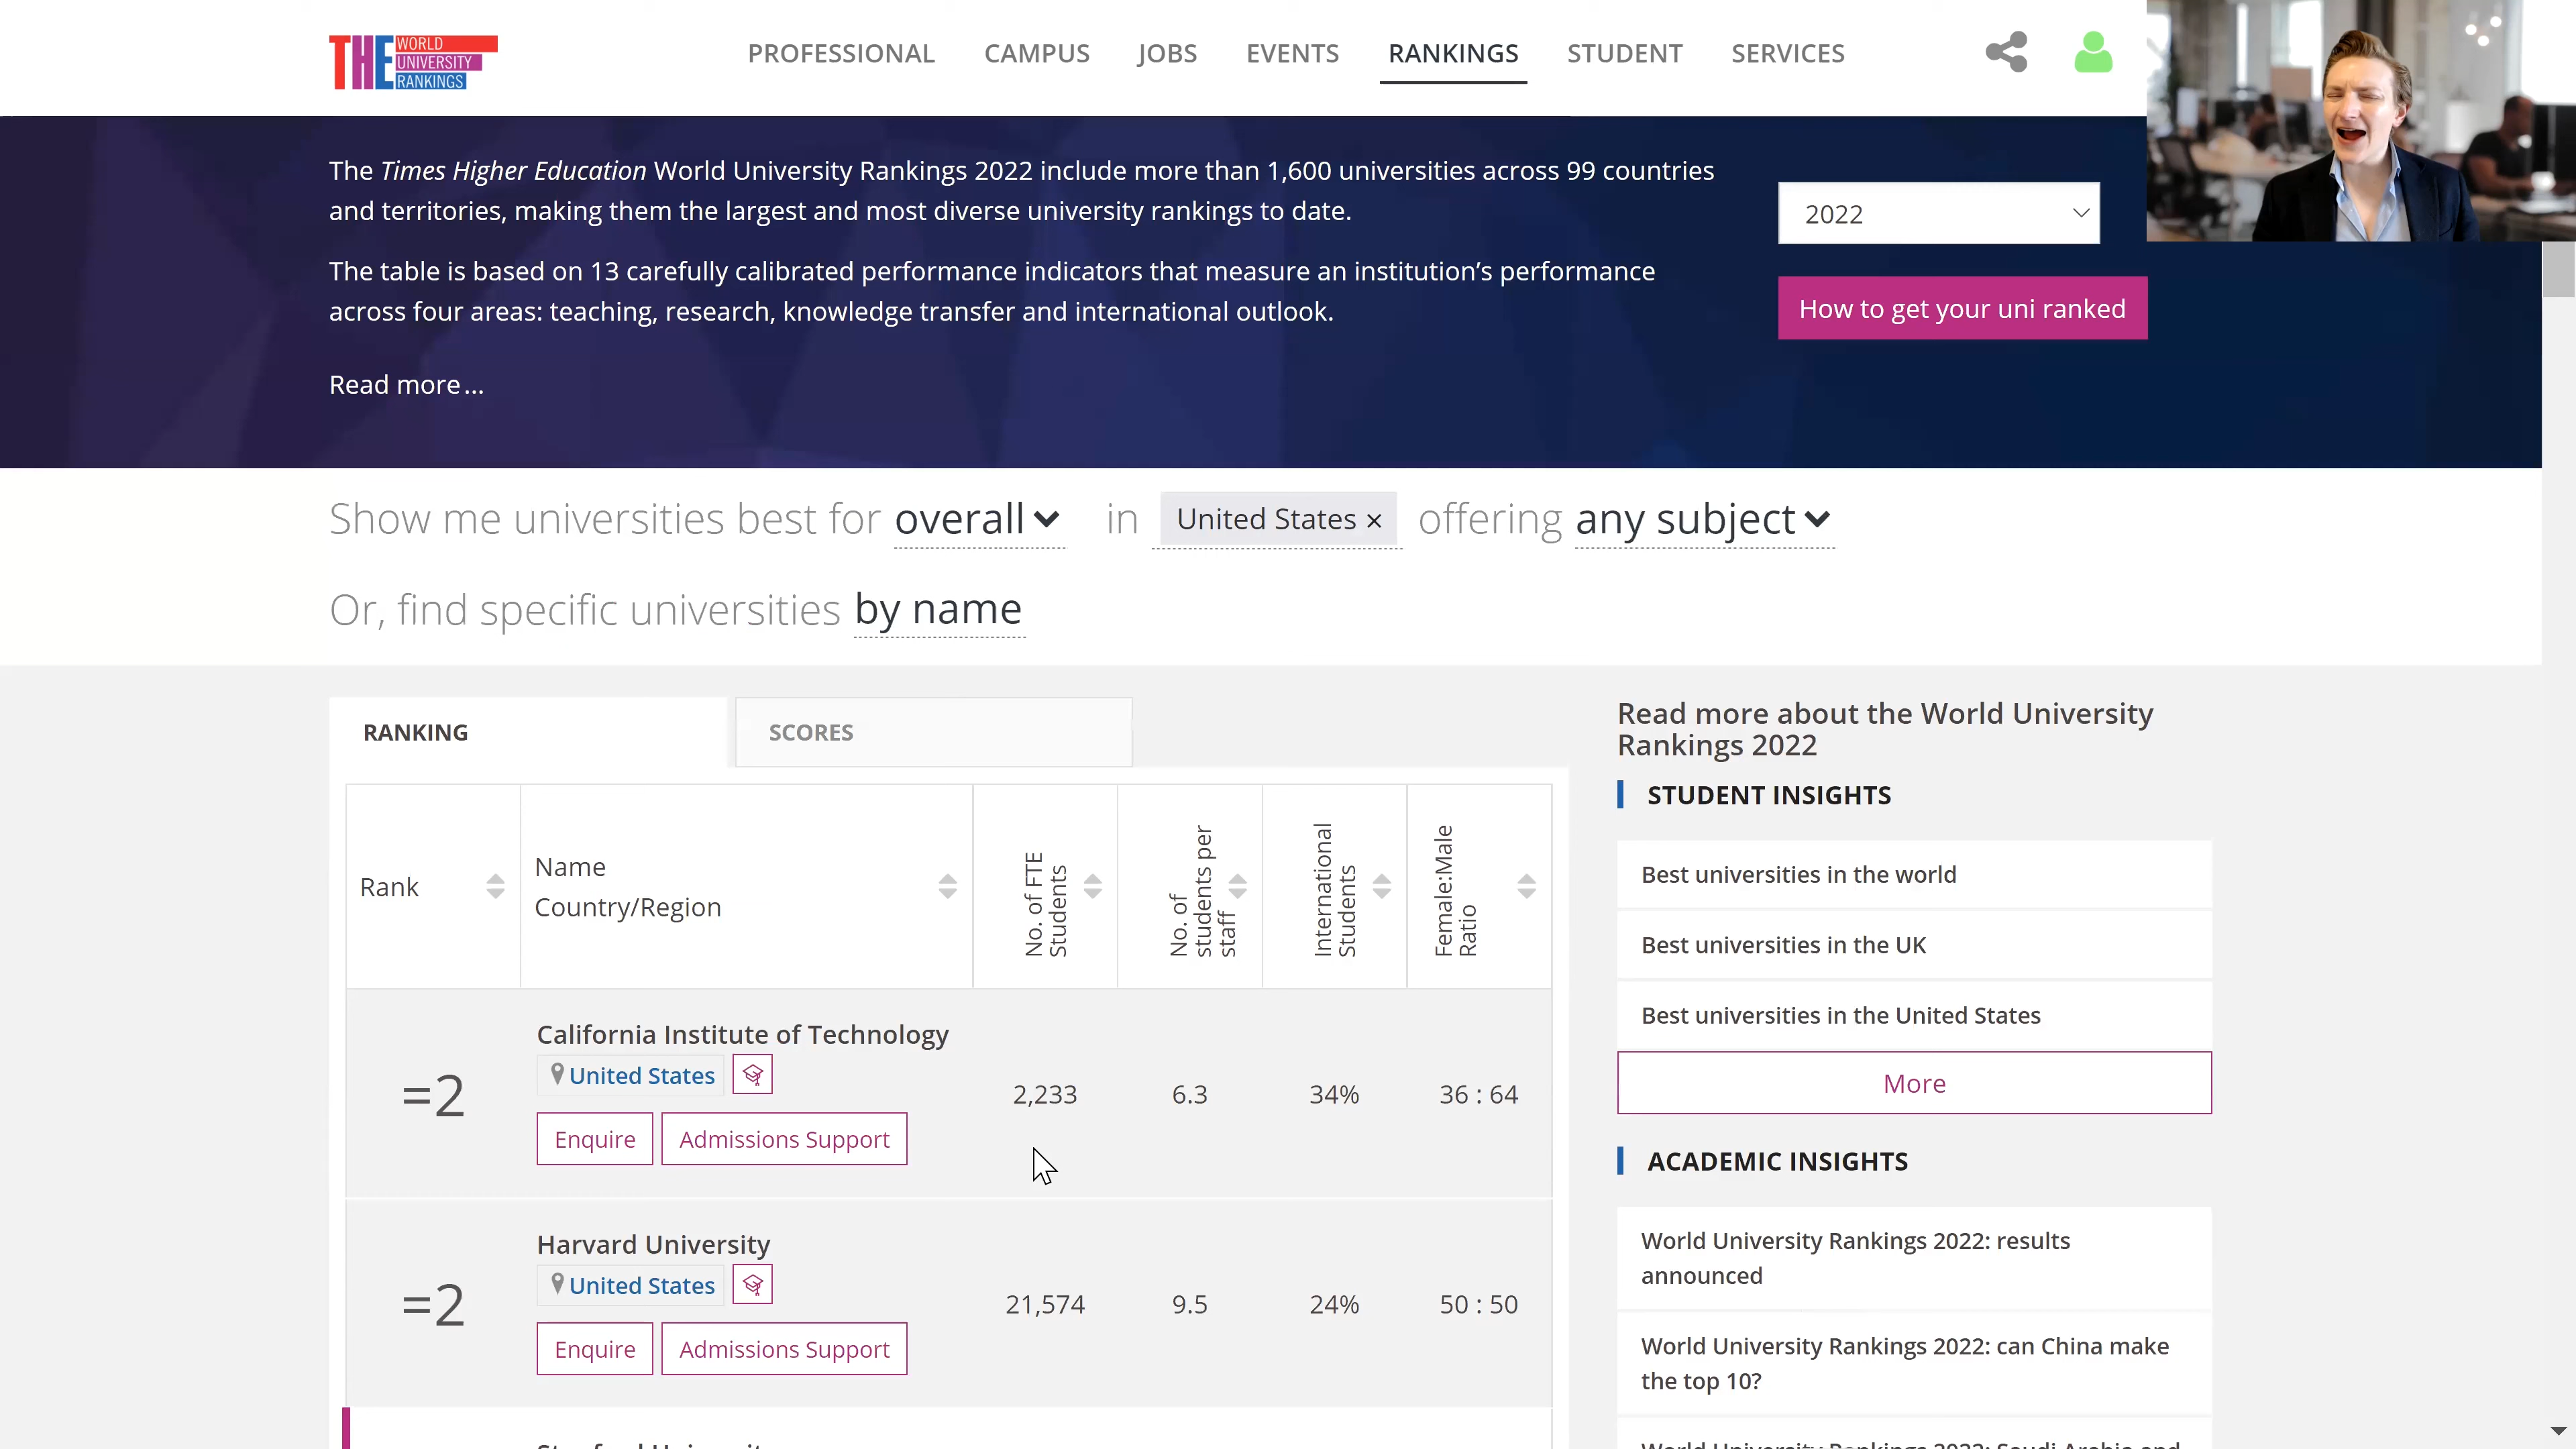 THE WORLD
UNIVERSITY
RANKINGS
PROFESSIONAL CAMPUS JOBS EVENTS RANKINGS STUDENT SERVICES
The Times Higher Education World University Rankings 2022 include more than 1,600 universities across 99 countries
and territories, making them the largest and most diverse university rankings to date.
The table is based on 13 carefully calibrated performance indicators that measure an institution’s performance
across four areas: teaching, research, knowledge transfer and international outlook.
Read more...
2022
How to get your uni ranked
Show me universities best for overall in United States × offering any subject
Or, find specific universities by name
RANKING SCORES
Rank
Name
Country/Region
No. of FTE
Students
No. of
students per
staff
International
Students
Female:Male
Ratio
=2
California Institute of Technology
United States
Enquire Admissions Support
2,233 6.3 34% 36 : 64
=2
Harvard University
United States
Enquire Admissions Support
21,574 9.5 24% 50 : 50
Read more about the World University
Rankings 2022
STUDENT INSIGHTS
Best universities in the world
Best universities in the UK
Best universities in the United States
More
ACADEMIC INSIGHTS
World University Rankings 2022: results
announced
World University Rankings 2022: can China make
the top 10?